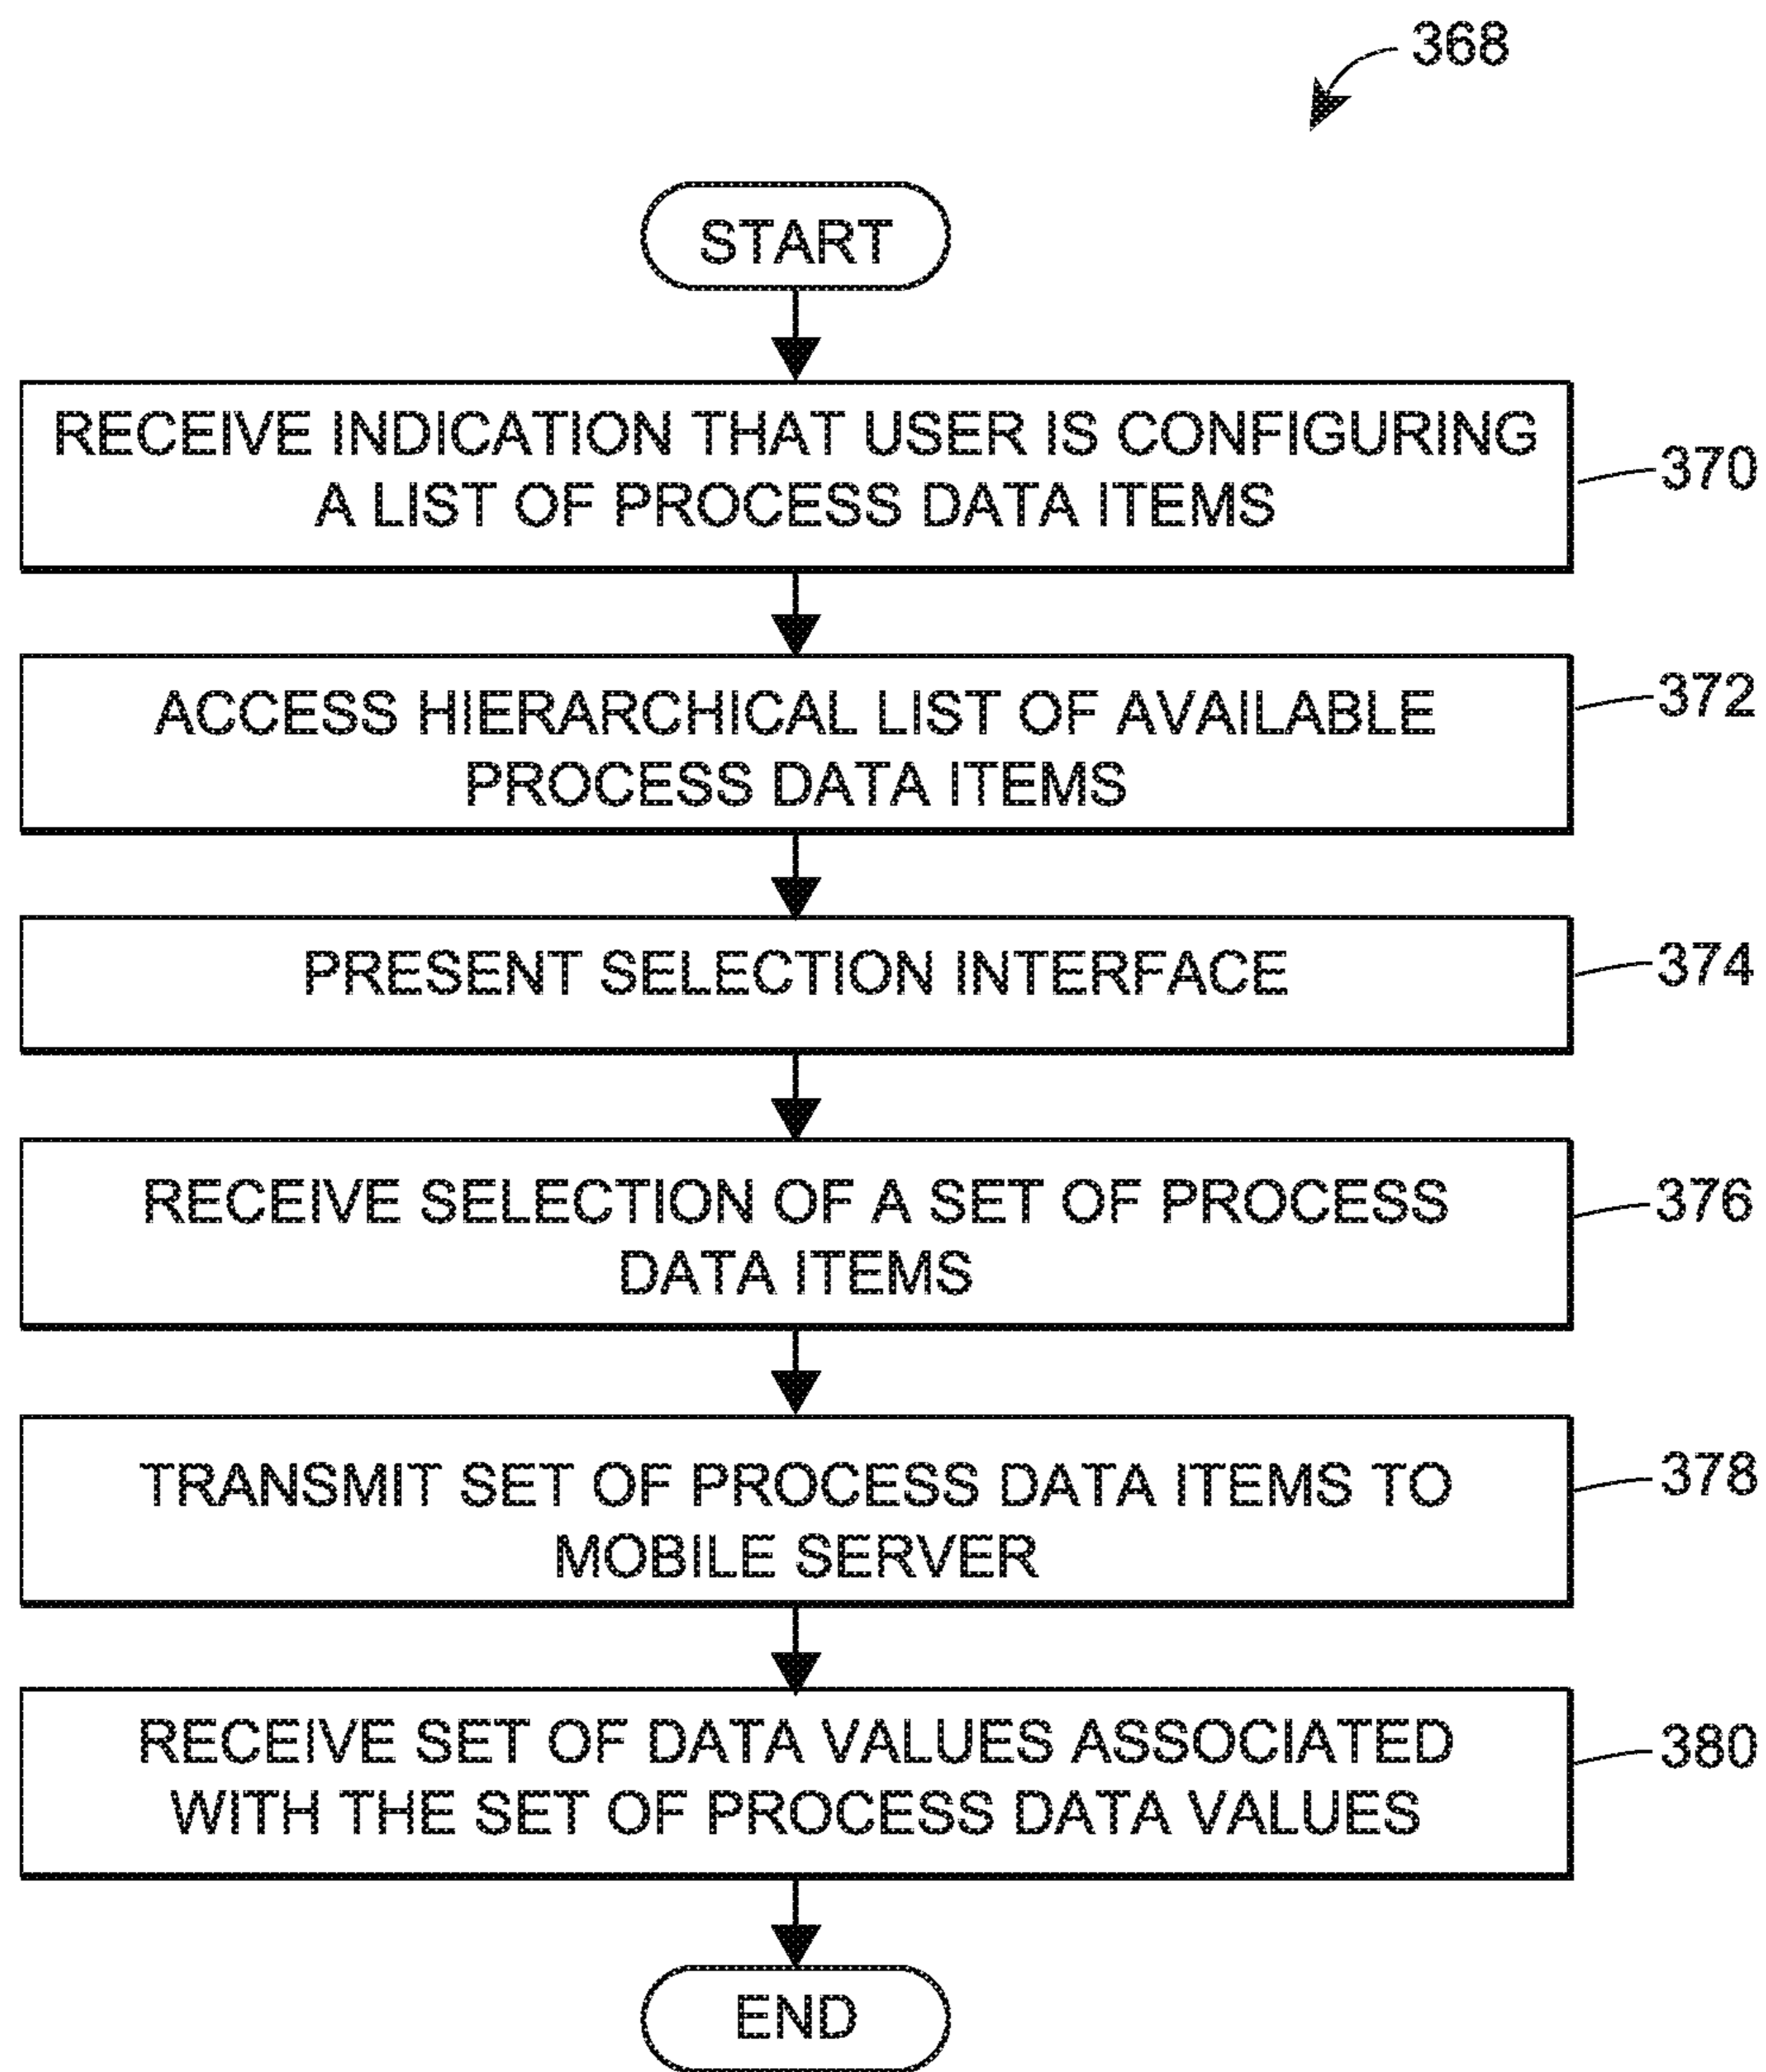 368
START
RECEIVE INDICATION THAT USER IS CONFIGURING
A LIST OF PROCESS DATA ITEMS
370
ACCESS HIERARCHICAL LIST OF AVAILABLE
PROCESS DATA ITEMS
372
PRESENT SELECTION INTERFACE
374
RECEIVE SELECTION OF A SET OF PROCESS
DATA ITEMS
376
TRANSMIT SET OF PROCESS DATA ITEMS TO
MOBILE SERVER
378
RECEIVE SET OF DATA VALUES ASSOCIATED
WITH THE SET OF PROCESS DATA VALUES
380
END